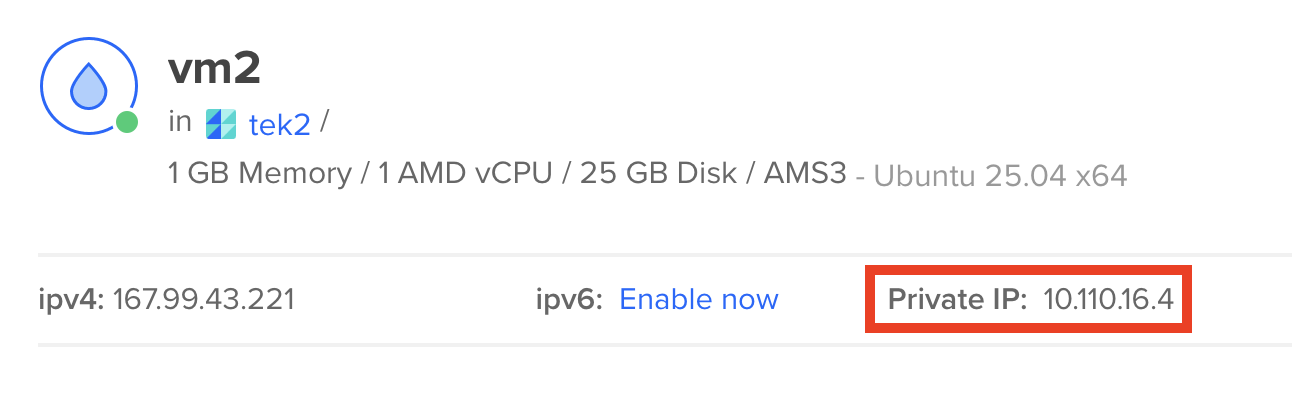 vm2
in tek2 /
1 GB Memory / 1 AMD vCPU / 25 GB Disk / AMS3 - Ubuntu 25.04 x64
ipv4: 167.99.43.221 ipv6: Enable now Private IP: 10.110.16.4